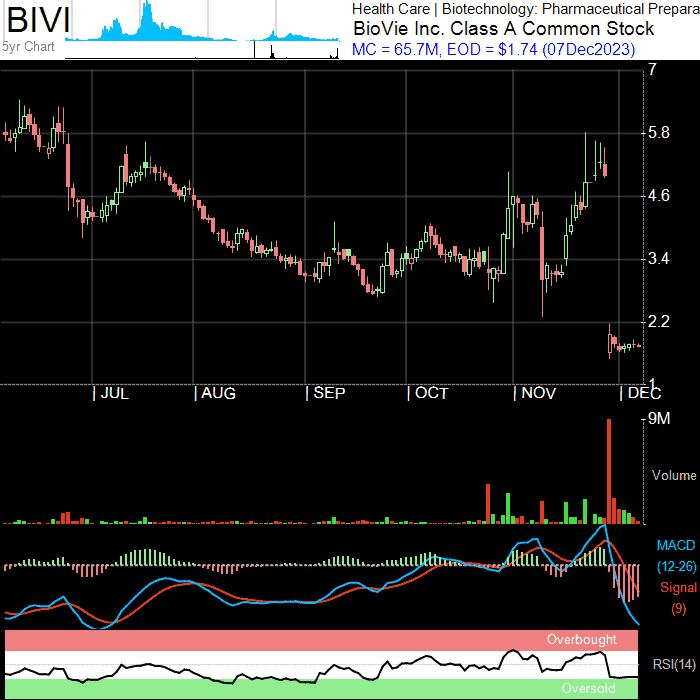 BIVI
5yr Chart
Health Care | Biotechnology: Pharmaceutical Prepara
BioVie Inc. Class A Common Stock
MC = 65.7M, EOD = $1.74 (07Dec2023)
7
5.8
4.6
3.4
2.2
1
| JUL | AUG | SEP | OCT | NOV | DEC
9M
Volume
MACD
(12-26)
Signal
(9)
Overbought
RSI(14)
Oversold